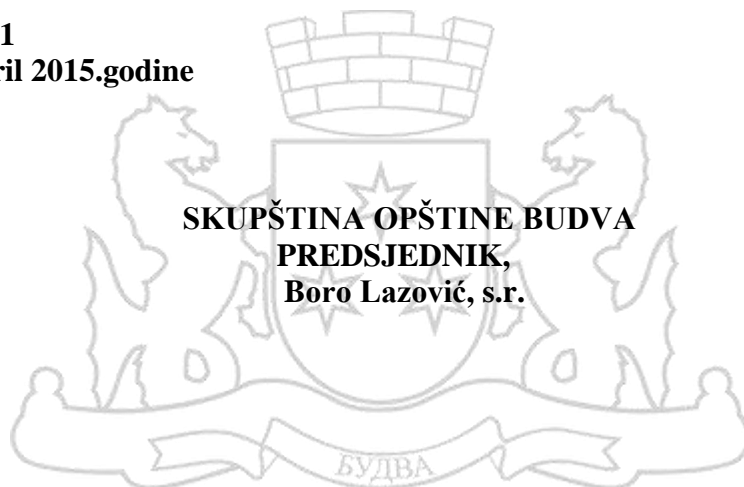 1
ril 2015.godine
SKUPŠTINA OPŠTINE BUDVA
PREDSJEDNIK,
Boro Lazović, s.r.
БУДВА